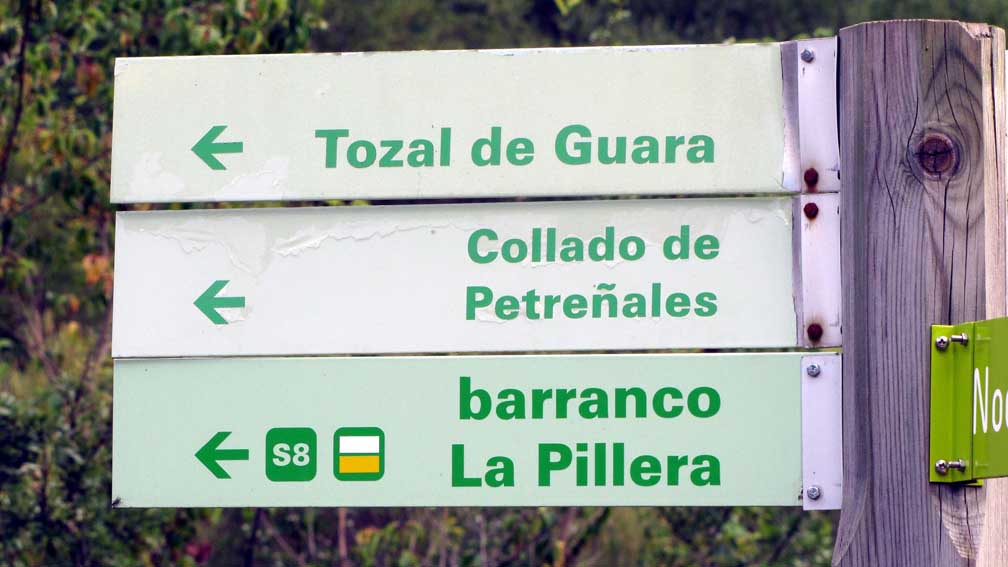 Tozal de Guara
Collado de
Petreñales
S8
barranco
La Pillera